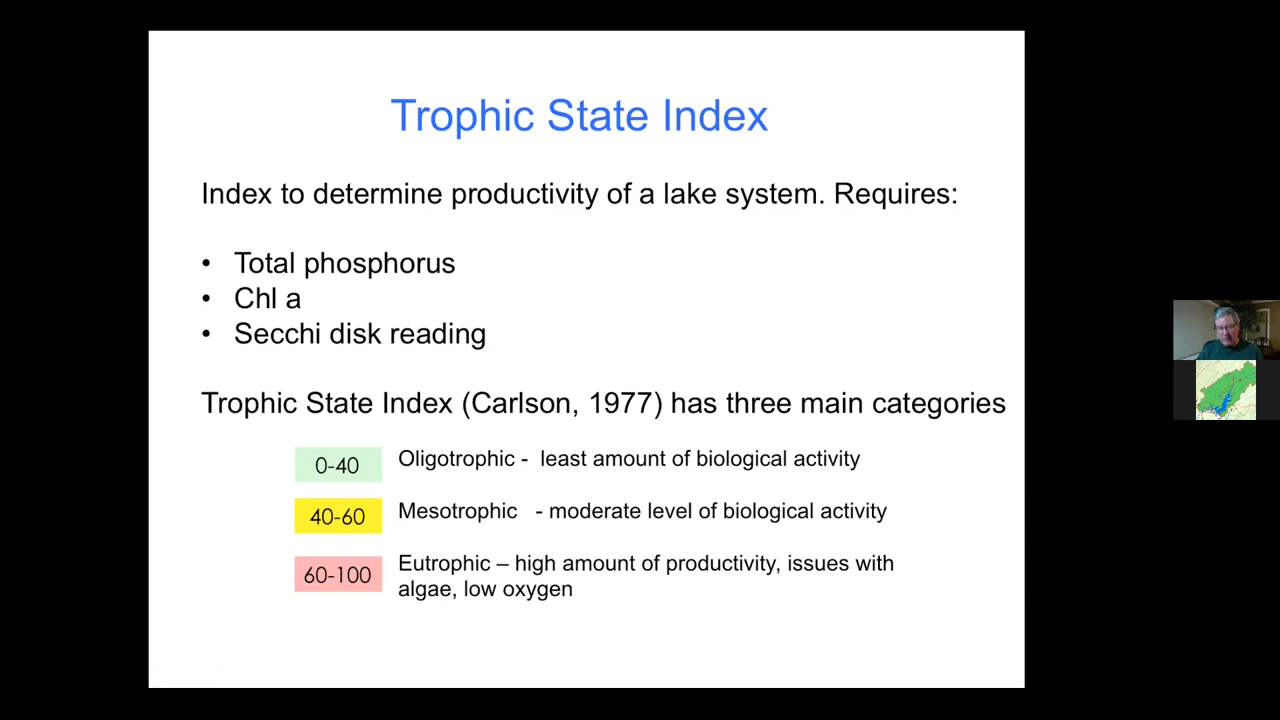 Trophic State Index
Index to determine productivity of a lake system. Requires:
• Total phosphorus
• Chl a
• Secchi disk reading
Trophic State Index (Carlson, 1977) has three main categories
0-40 Oligotrophic - least amount of biological activity
40-60 Mesotrophic - moderate level of biological activity
60-100 Eutrophic – high amount of productivity, issues with
algae, low oxygen